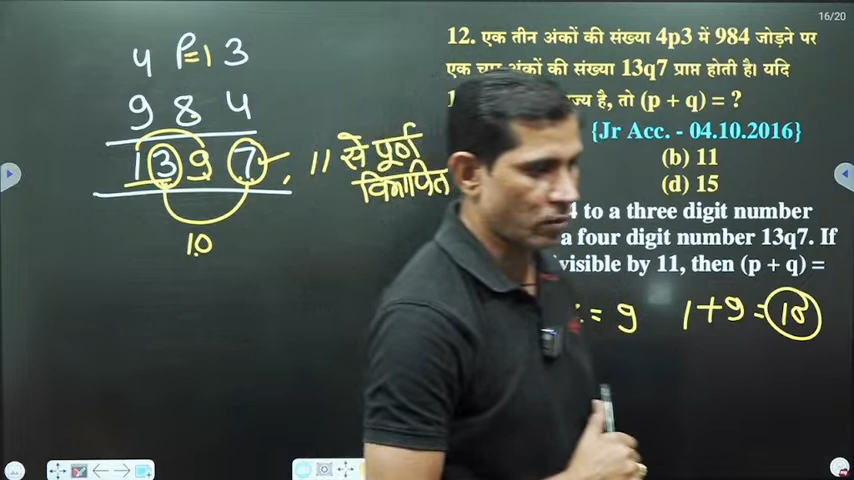 16/20
4 P=1 3
9 8 4
1 3 9 7
10
11 से पूर्ण
विभाजित
12. एक तीन अंकों की संख्या 4p3 में 984 जोड़ने पर
एक चार अंकों की संख्या 13q7 प्राप्त होती है। यदि
1 ज्य है, तो (p + q) = ?
{Jr Acc. - 04.10.2016}
(b) 11
(d) 15
4 to a three digit number
a four digit number 13q7. If
visible by 11, then (p + q) =
= 9 1+9 = 10